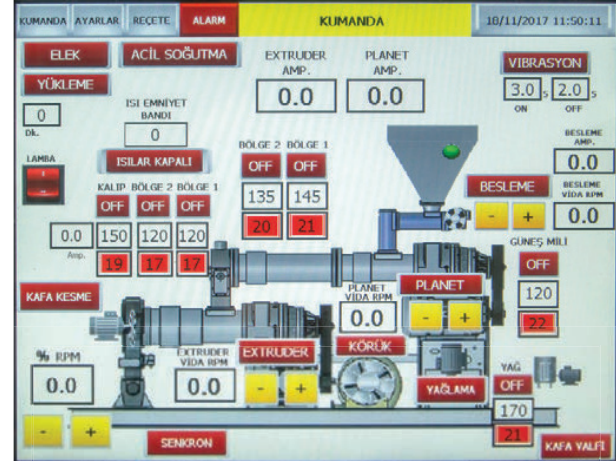 KUMANDA AYARLAR REÇETE ALARM KUMANDA 18/11/2017 11:50:11
ELEK ACİL SOĞUTMA EXTRUDER AMP. PLANET AMP. VIBRASYON
YÜKLEME 0.0 0.0 3.0 s 2.0 s
ON OFF
0 Dk. ISI EMNİYET BANDI
0
LAMBA ISILAR KAPALI BÖLGE 2 BÖLGE 1 BESLEME AMP.
OFF OFF 0.0
KALIP BÖLGE 2 BÖLGE 1 135 145 BESLEME BESLEME VİDA RPM
OFF OFF OFF 20 21 - + 0.0
0.0 150 120 120 GÜNEŞ MİLİ
Amp. 19 17 17 OFF
KAFA KESME PLANET VİDA RPM PLANET 120
0.0 - + 22
% RPM EXTRUDER VİDA RPM EXTRUDER KÖRÜK YAĞ
0.0 0.0 - + YAĞLAMA OFF
170
- + SENKRON 21 KAFA VALFİ